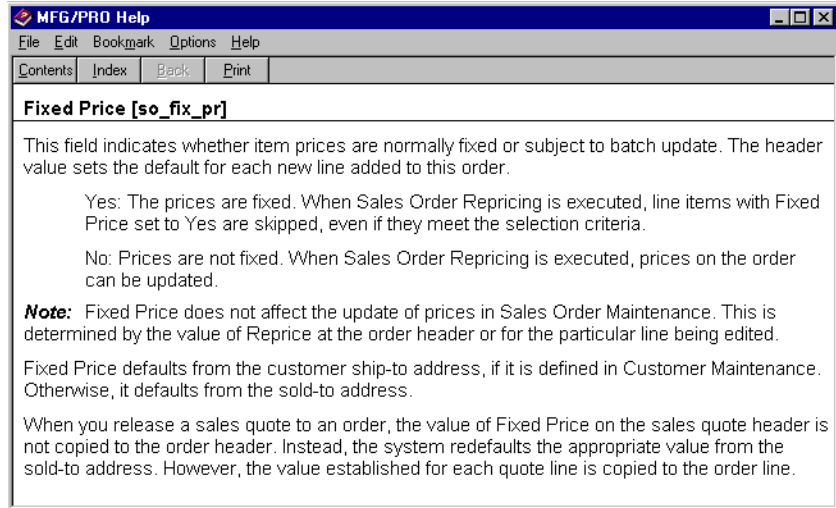 MFG/PRO Help
File Edit Bookmark Options Help
Contents Index Back Print
Fixed Price [so_fix_pr]
This field indicates whether item prices are normally fixed or subject to batch update. The header
value sets the default for each new line added to this order.
Yes: The prices are fixed. When Sales Order Repricing is executed, line items with Fixed
Price set to Yes are skipped, even if they meet the selection criteria.
No: Prices are not fixed. When Sales Order Repricing is executed, prices on the order
can be updated.
Note: Fixed Price does not affect the update of prices in Sales Order Maintenance. This is
determined by the value of Reprice at the order header or for the particular line being edited.
Fixed Price defaults from the customer ship-to address, if it is defined in Customer Maintenance.
Otherwise, it defaults from the sold-to address.
When you release a sales quote to an order, the value of Fixed Price on the sales quote header is
not copied to the order header. Instead, the system redefaults the appropriate value from the
sold-to address. However, the value established for each quote line is copied to the order line.